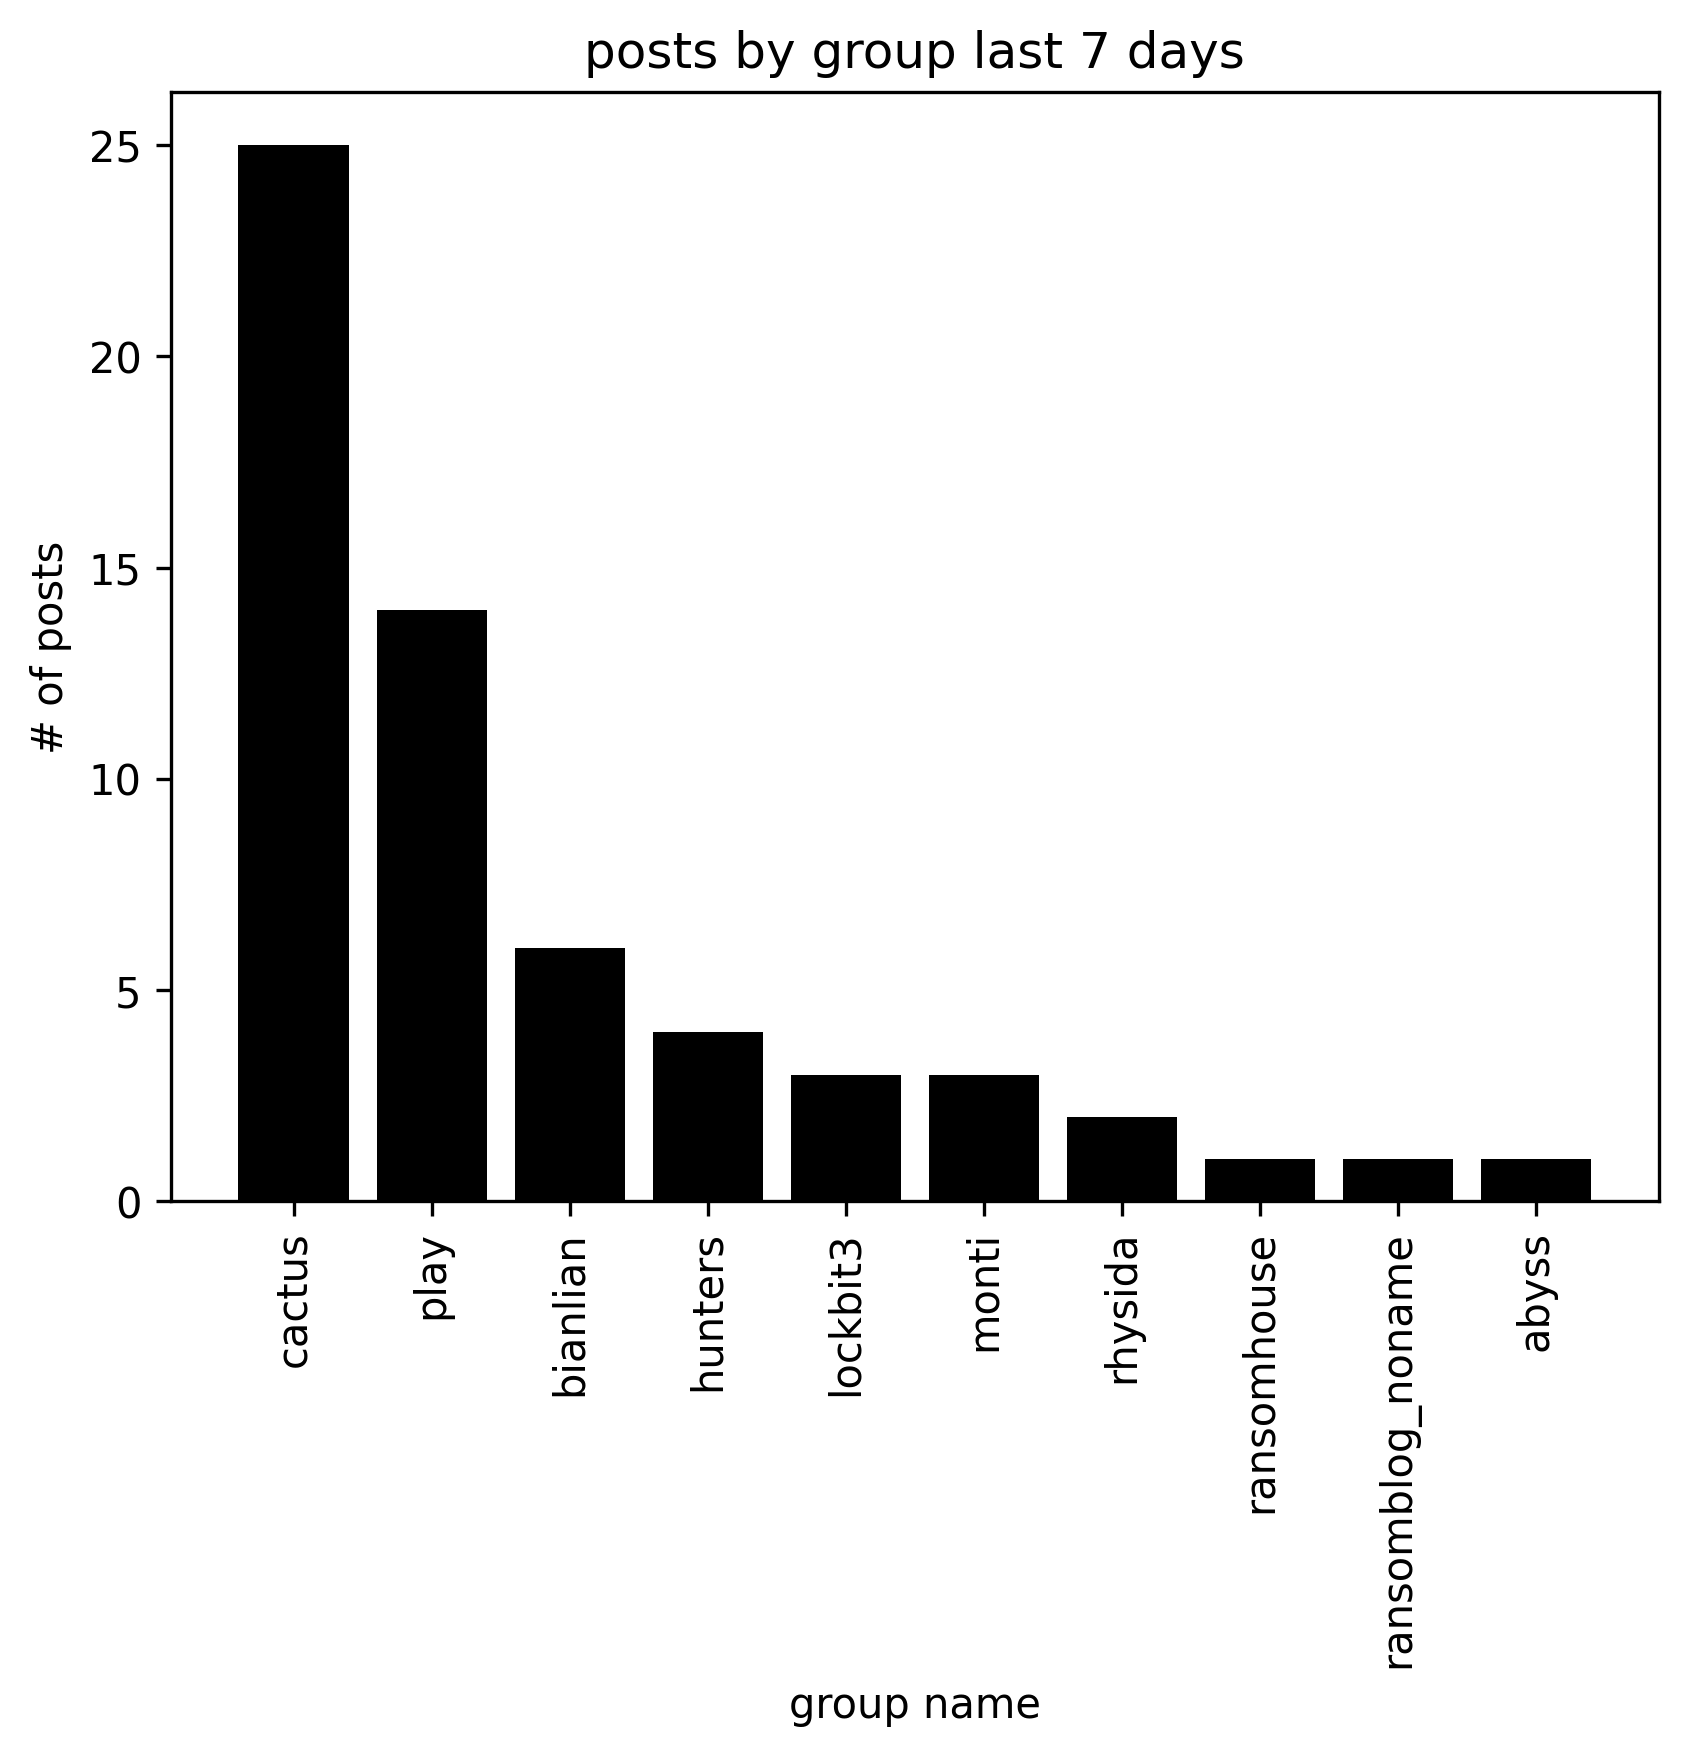 posts by group last 7 days
# of posts
25
20
15
10
5
0
cactus
play
bianlian
hunters
lockbit3
monti
rhysida
ransomhouse
ransomblog_noname
abyss
group name